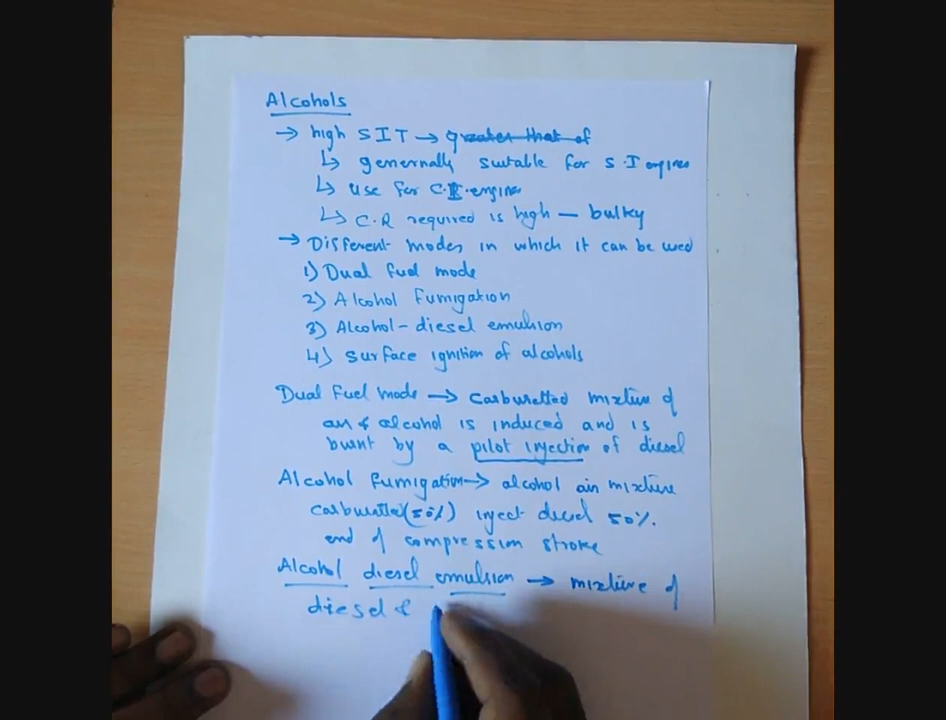 Alcohols
→ high SIT → greater that of
↳ genernally suitable for S.I engines
↳ use for C.I. engines
↳ C.R required is high – bulky
→ Different modes in which it can be used
1) Dual fuel mode
2) Alcohol Fumigation
3) Alcohol-diesel emulsion
4) surface ignition of alcohols
Dual Fuel mode → carburetted mixture of
air & alcohol is induced and is
burnt by a pilot injection of diesel
Alcohol fumigation → alcohol air mixture
carburetted (50%) inject diesel 50%.
end of compression stroke
Alcohol diesel emulsion → mixture of
diesel &